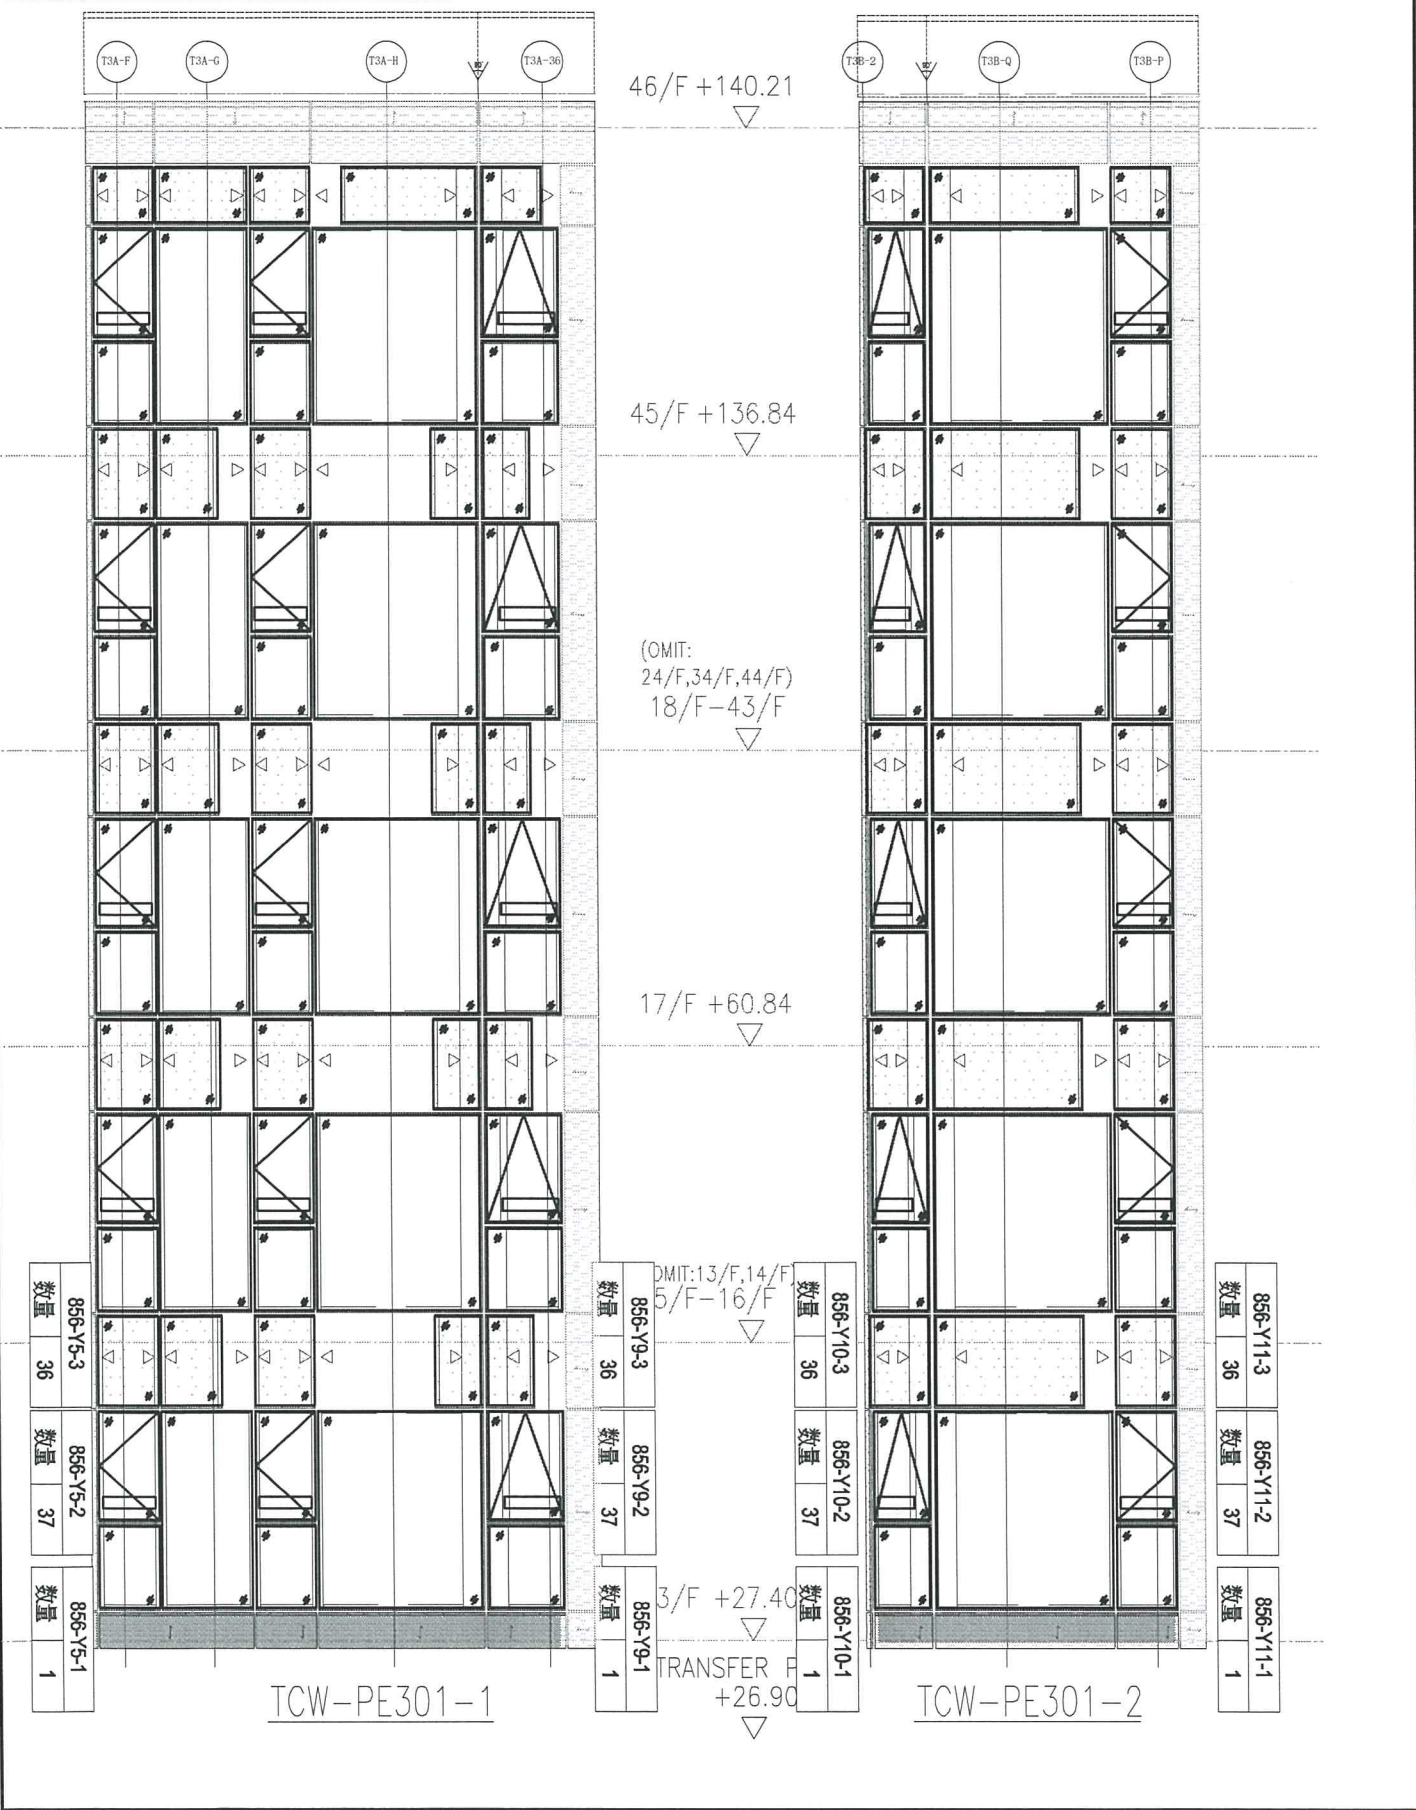 T3A-F
T3A-G
T3A-H
T3A-36
T3B-2
T3B-Q
T3B-P
46/F +140.21
45/F +136.84
(OMIT:
24/F,34/F,44/F)
18/F-43/F
17/F +60.84
OMIT:13/F,14/F)
5/F-16/F
3/F +27.40
TRANSFER P
+26.90
856-Y5-3
数量 36
856-Y5-2
数量 37
856-Y5-1
数量 1
856-Y9-3
数量 36
856-Y9-2
数量 37
856-Y9-1
数量 1
856-Y10-3
数量 36
856-Y10-2
数量 37
856-Y10-1
数量 1
856-Y11-3
数量 36
856-Y11-2
数量 37
856-Y11-1
数量 1
TCW-PE301-1
TCW-PE301-2